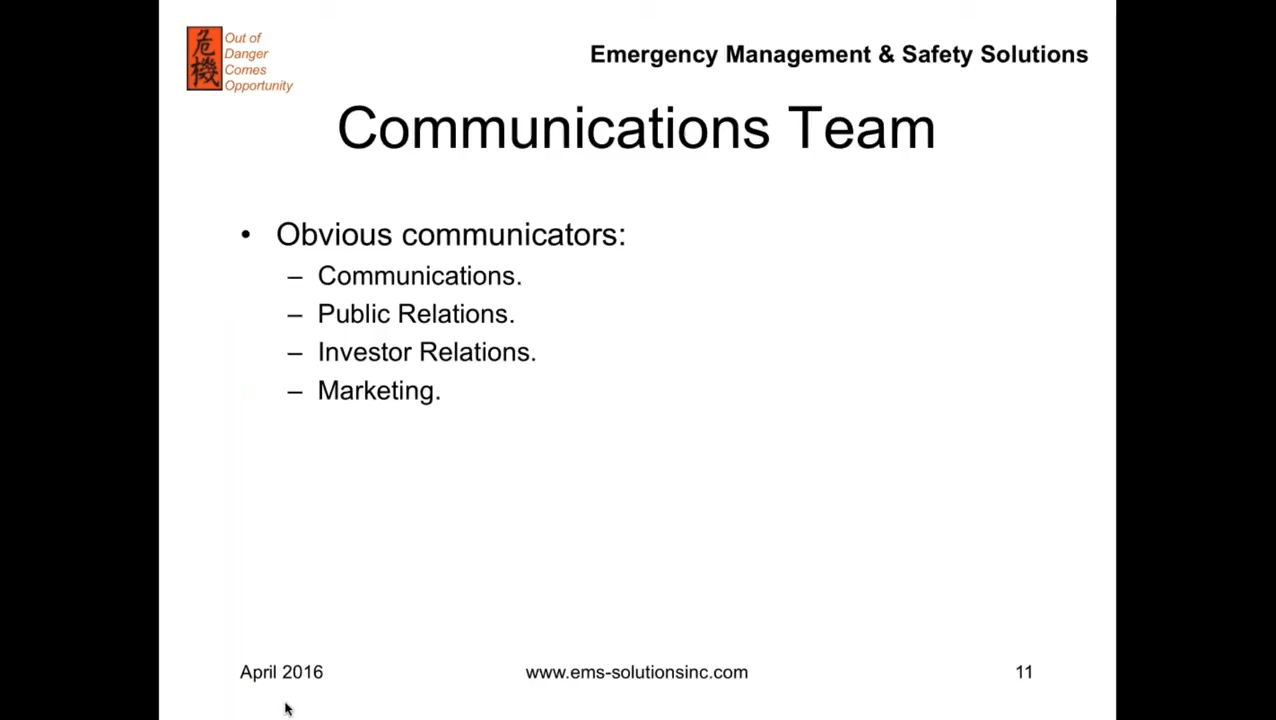 危機
Out of
Danger
Comes
Opportunity
Emergency Management & Safety Solutions
Communications Team
• Obvious communicators:
– Communications.
– Public Relations.
– Investor Relations.
– Marketing.
April 2016
www.ems-solutionsinc.com
11